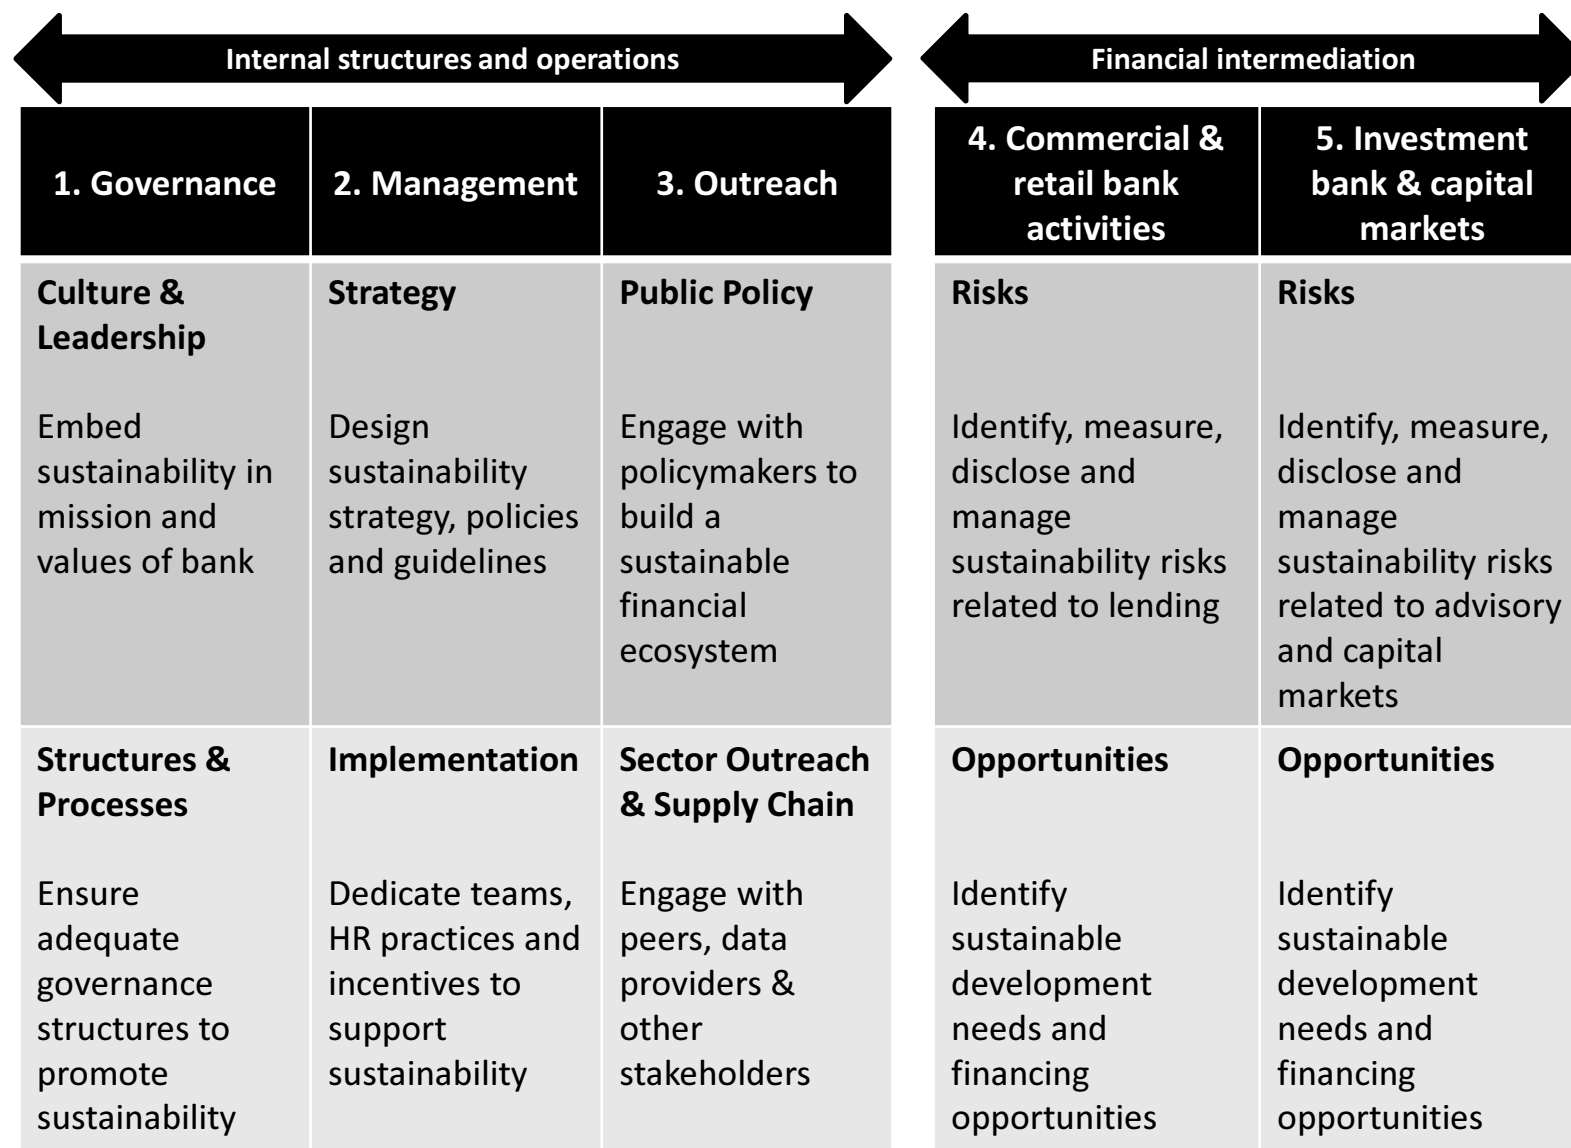 Internal structures and operations
Financial intermediation
1. Governance
2. Management
3. Outreach
4. Commercial &
retail bank
activities
5. Investment
bank & capital
markets
Culture &
Leadership
Embed
sustainability in
mission and
values of bank
Strategy
Design
sustainability
strategy, policies
and guidelines
Public Policy
Engage with
policymakers to
build a
sustainable
financial
ecosystem
Risks
Identify, measure,
disclose and
manage
sustainability risks
related to lending
Risks
Identify, measure,
disclose and
manage
sustainability risks
related to advisory
and capital
markets
Structures &
Processes
Ensure
adequate
governance
structures to
promote
sustainability
Implementation
Dedicate teams,
HR practices and
incentives to
support
sustainability
Sector Outreach
& Supply Chain
Engage with
peers, data
providers &
other
stakeholders
Opportunities
Identify
sustainable
development
needs and
financing
opportunities
Opportunities
Identify
sustainable
development
needs and
financing
opportunities